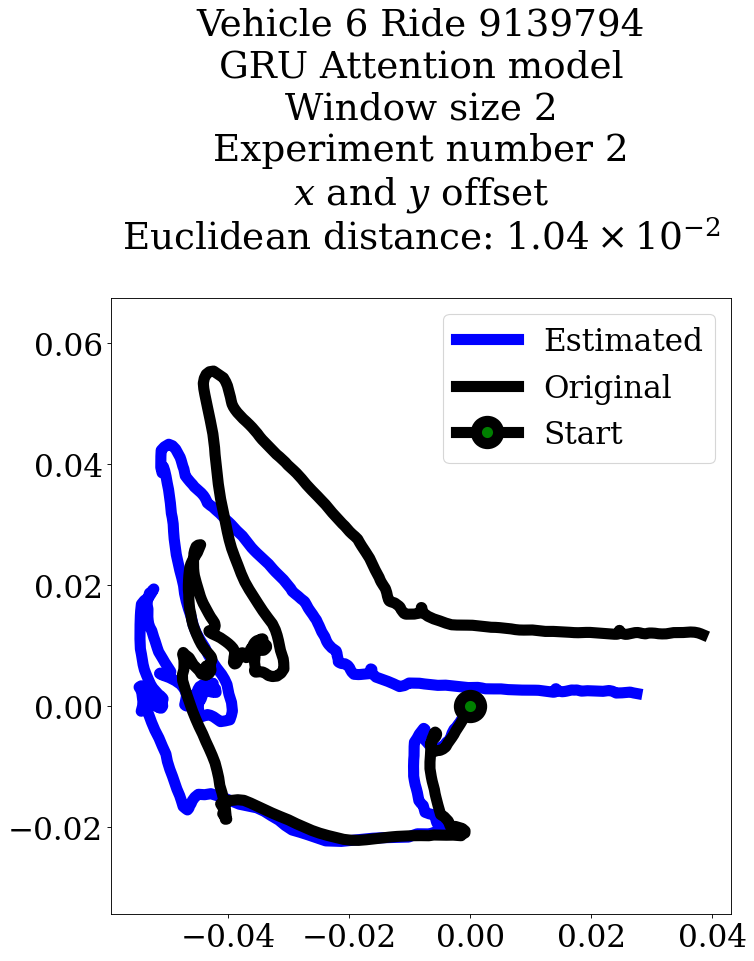 Vehicle 6 Ride 9139794
GRU Attention model
Window size 2
Experiment number 2
x and y offset
Euclidean distance: 1.04 × 10⁻²
Estimated
Original
Start
0.06
0.04
0.02
0.00
−0.02
−0.04 −0.02 0.00 0.02 0.04